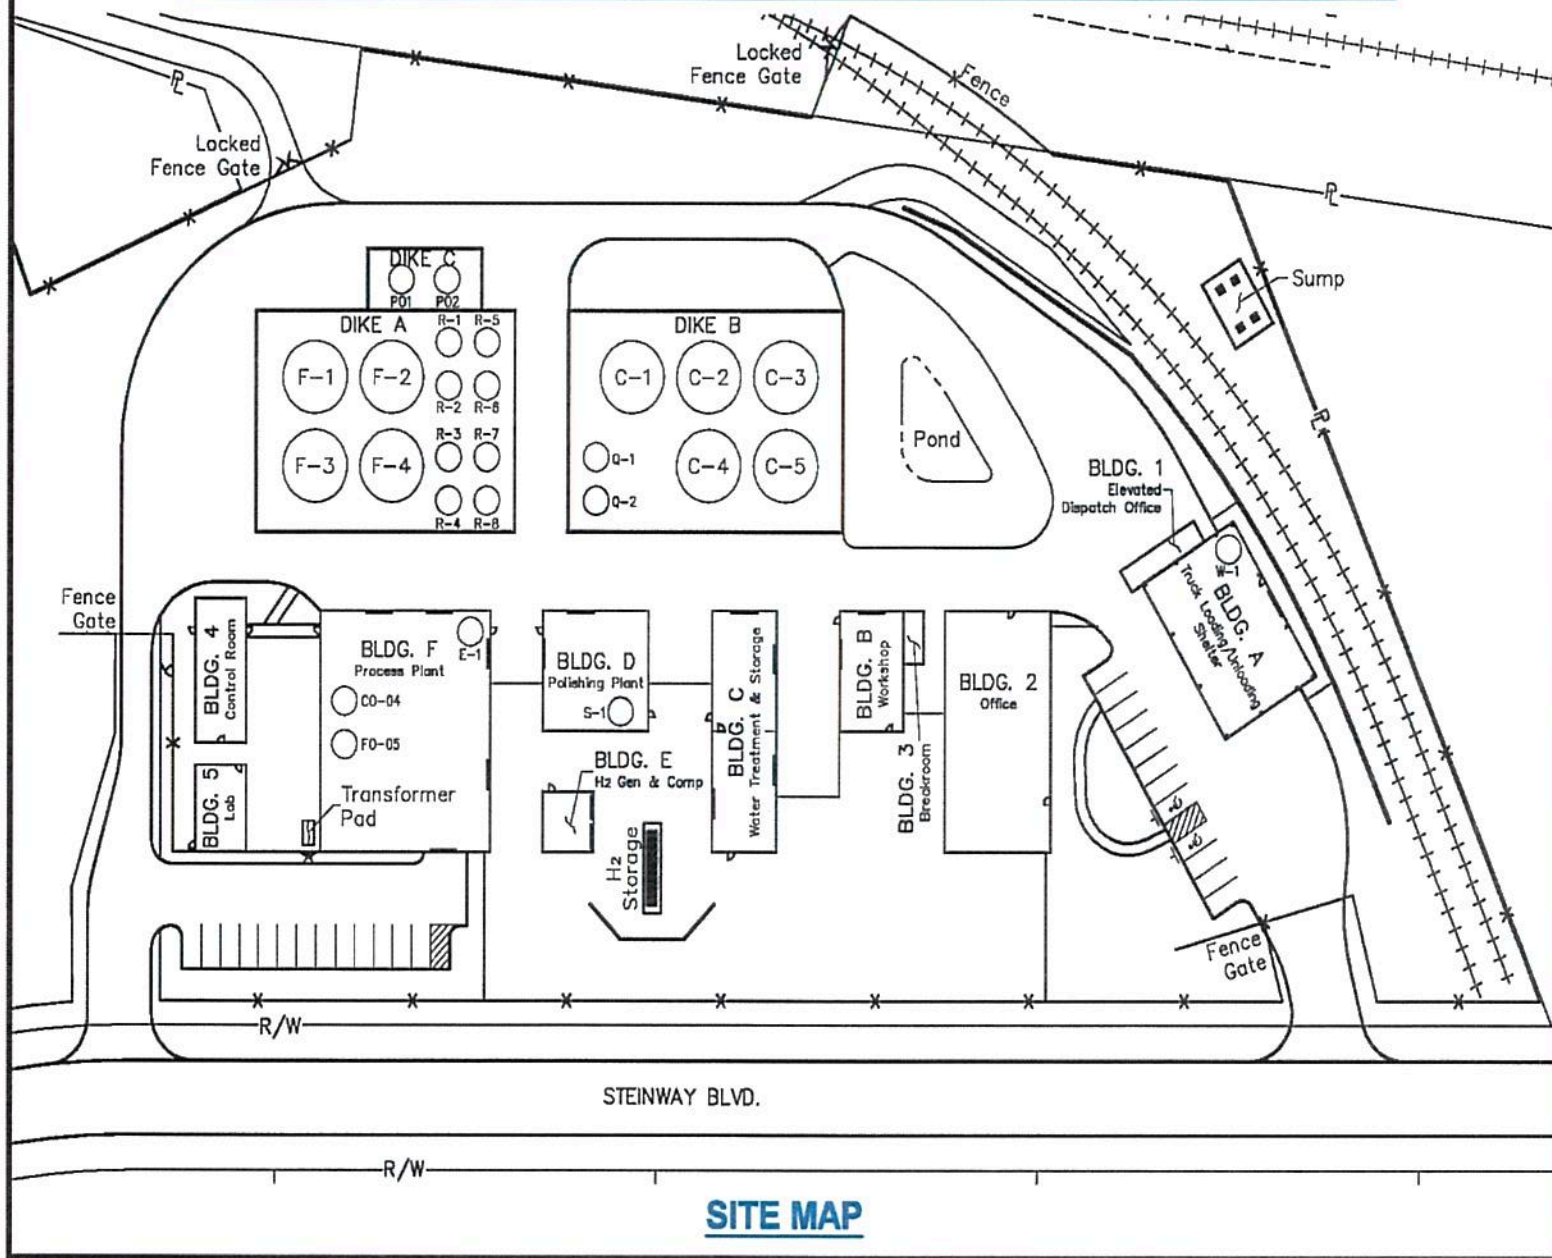 Locked
Fence Gate
Fence
PL
Locked
Fence Gate
PL
Sump
DIKE C
PO1 PO2
DIKE A
R-1 R-5
F-1 F-2
R-2 R-6
R-3 R-7
F-3 F-4
R-4 R-8
DIKE B
C-1 C-2 C-3
Q-1
C-4 C-5
Q-2
Pond
PL
BLDG. 1
Elevated
Dispatch Office
W-1
BLDG. A
Truck Loading/Unloading
Shelter
Fence
Gate
BLDG. 4
Control Room
BLDG. F
Process Plant
E-1
CO-04
FO-05
BLDG. 5
Lab
Transformer
Pad
BLDG. D
Polishing Plant
S-1
BLDG. E
H2 Gen & Comp
H2
Storage
BLDG. C
Water Treatment & Storage
BLDG. B
Workshop
BLDG. 3
Breakroom
BLDG. 2
Office
Fence
Gate
R/W
STEINWAY BLVD.
R/W
SITE MAP